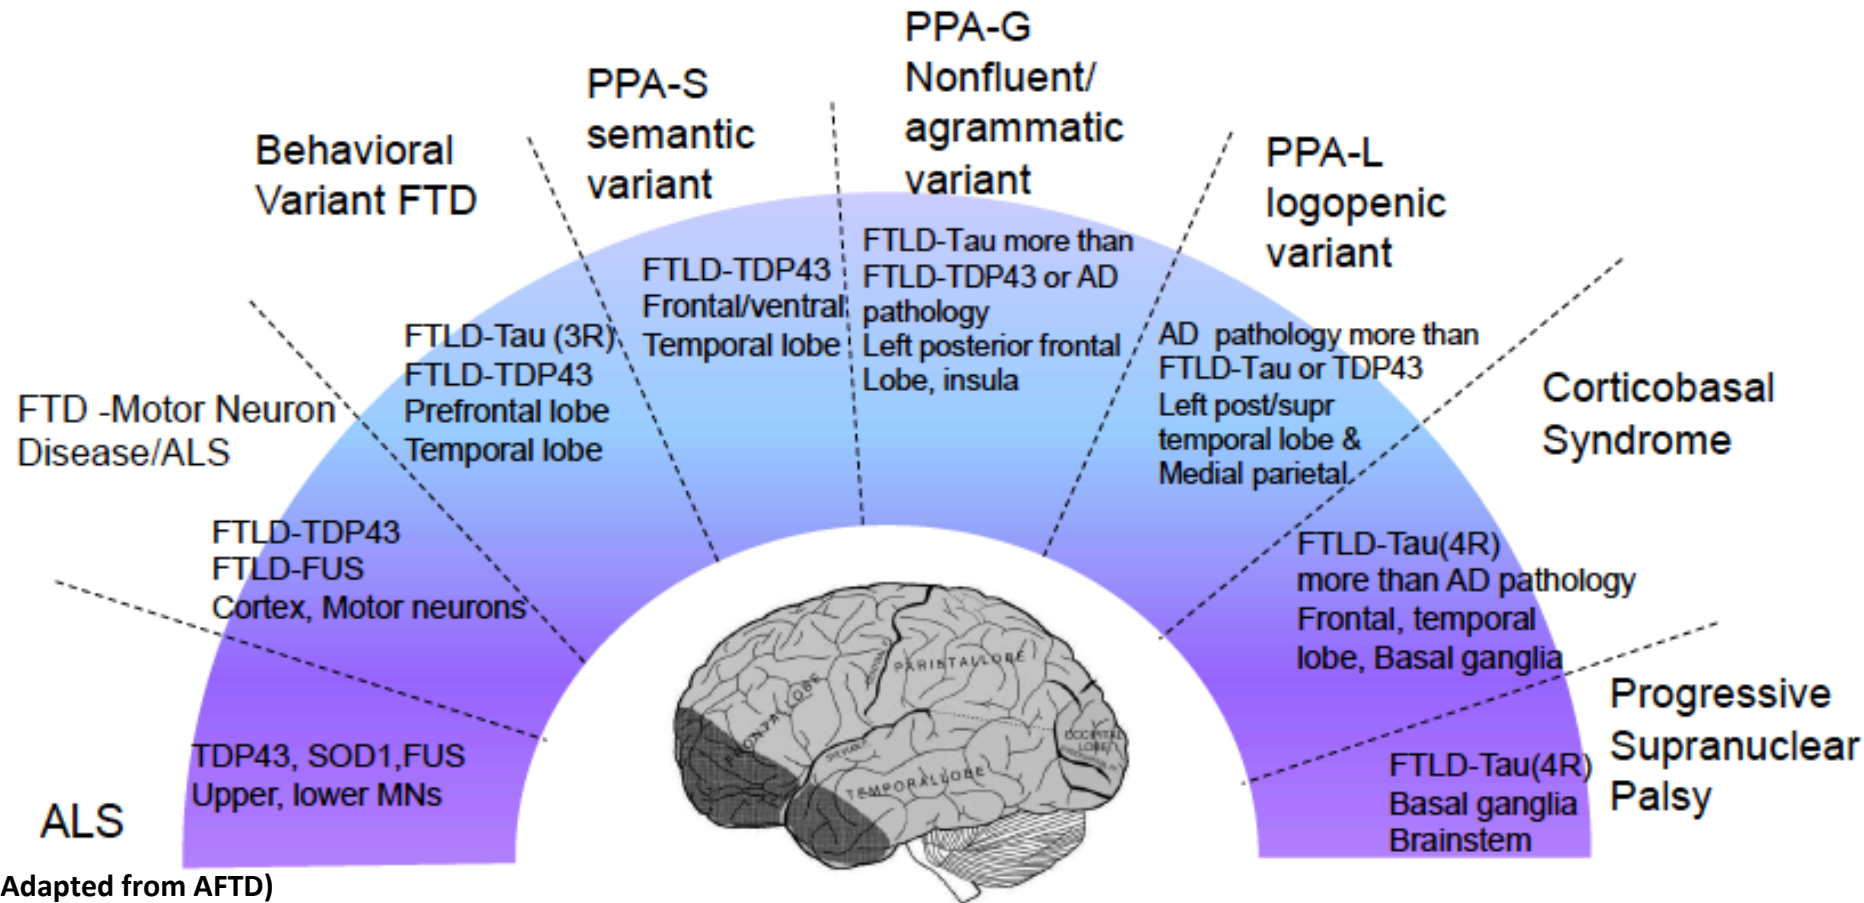 PPA-G
Nonfluent/
agrammatic
variant
PPA-S
semantic
variant
Behavioral
Variant FTD
PPA-L
logopenic
variant
FTD -Motor Neuron
Disease/ALS
Corticobasal
Syndrome
Progressive
Supranuclear
Palsy
ALS
TDP43, SOD1,FUS
Upper, lower MNs
FTLD-TDP43
FTLD-FUS
Cortex, Motor neurons
FTLD-Tau (3R)
FTLD-TDP43
Prefrontal lobe
Temporal lobe
FTLD-TDP43
Frontal/ventral
Temporal lobe
FTLD-Tau more than
FTLD-TDP43 or AD
pathology
Left posterior frontal
Lobe, insula
AD pathology more than
FTLD-Tau or TDP43
Left post/supr
temporal lobe &
Medial parietal.
FTLD-Tau(4R)
more than AD pathology
Frontal, temporal
lobe, Basal ganglia
FTLD-Tau(4R)
Basal ganglia
Brainstem
FRONTAL LOBE
PARIETAL LOBE
TEMPORAL LOBE
OCCIPITAL
LOBE
Adapted from AFTD)